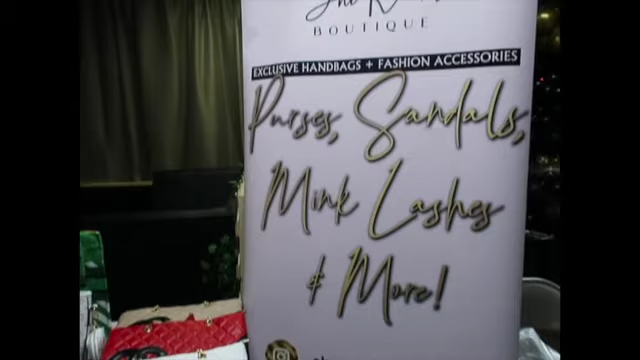 BOUTIQUE
EXCLUSIVE HANDBAGS + FASHION ACCESSORIES
Purses, Sandals,
Mink Lashes
& More!